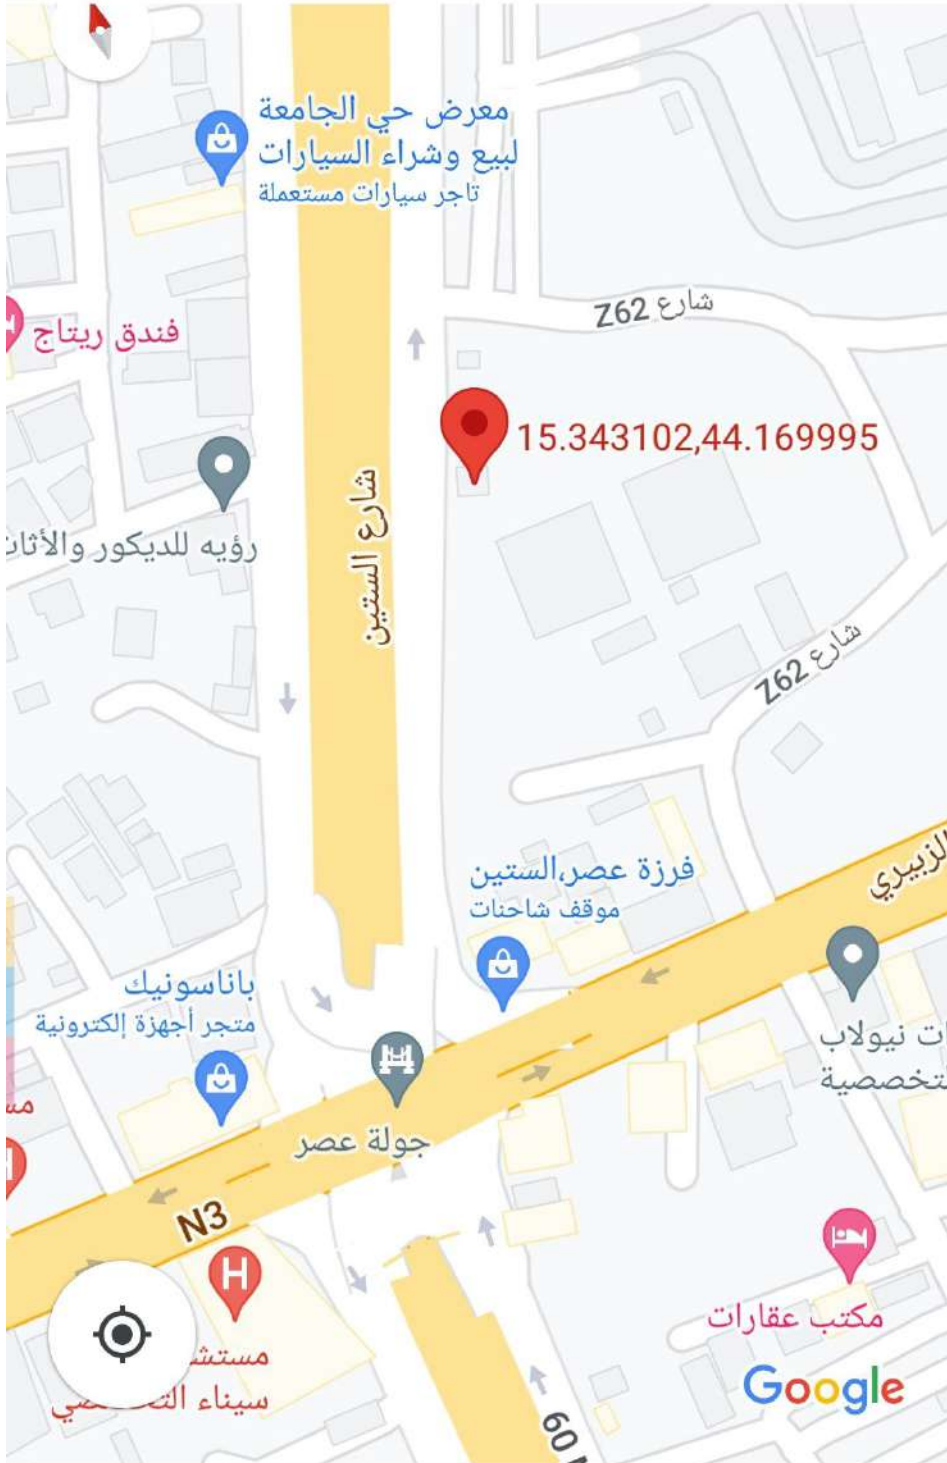 معرض حي الجامعة
لبيع وشراء السيارات
تاجر سيارات مستعملة
شارع Z62
فندق ريتاج
15.343102,44.169995
شارع الستين
رؤيه للديكور والأثاث
شارع Z62
فرزة عصر،الستين
موقف شاحنات
الزبيري
باناسونيك
متجر أجهزة إلكترونية
ت نيولاب
جولة عصر
N3
H
مكتب عقارات
سيناء
Google
60